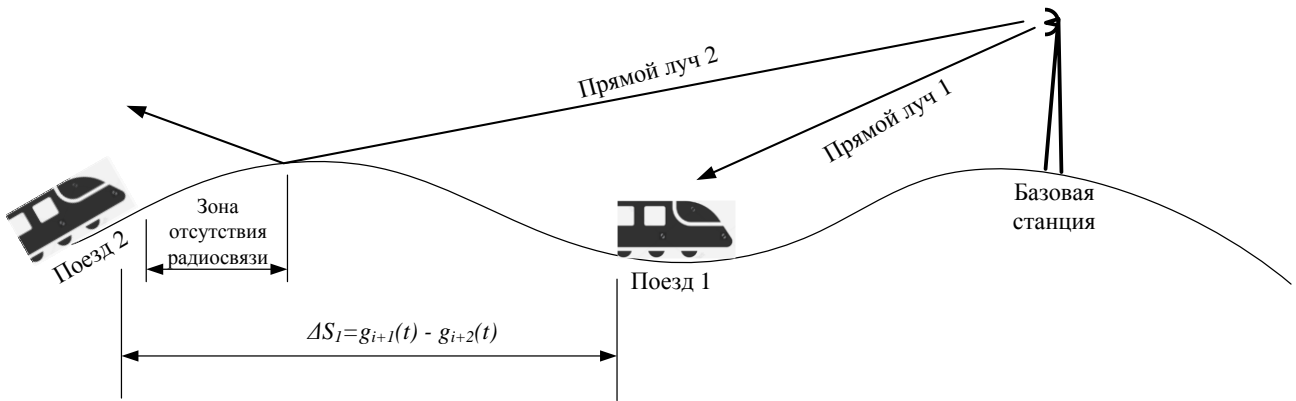 Прямой луч 2
Прямой луч 1
Базовая
станция
Зона
отсутствия
радиосвязи
Поезд 2
Поезд 1
ΔS₁=gᵢ₊₁(t) - gᵢ₊₂(t)